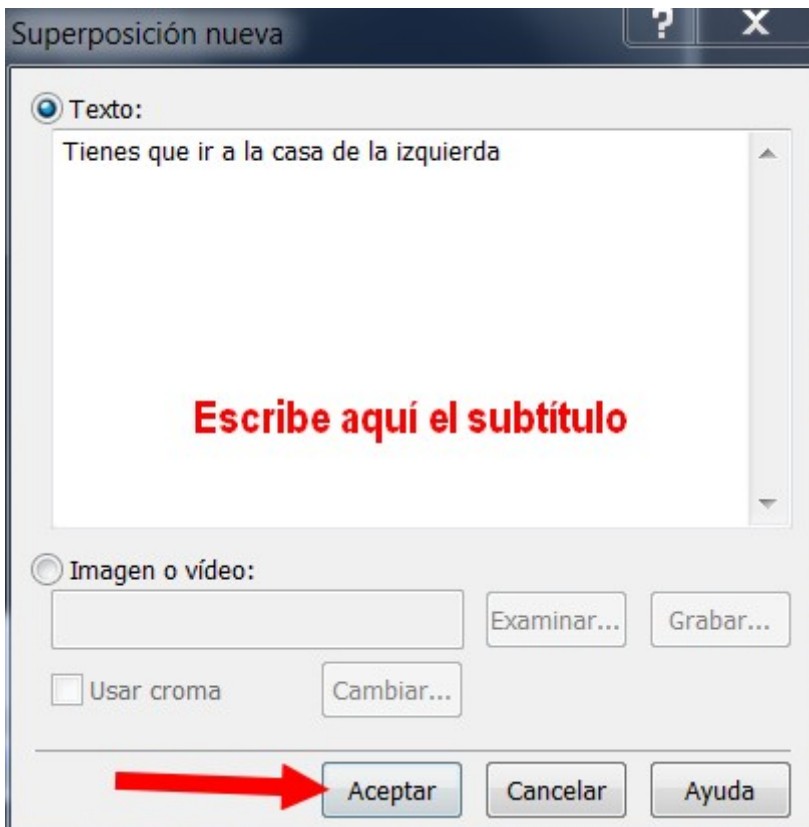 Superposición nueva
? X
Texto:
Tienes que ir a la casa de la izquierda
Escribe aquí el subtítulo
Imagen o vídeo:
Examinar... Grabar...
Usar croma Cambiar...
Aceptar Cancelar Ayuda